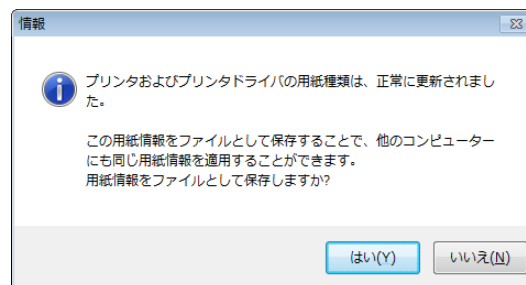 情報
プリンタおよびプリンタドライバの用紙種類は、正常に更新されまし
た。
この用紙情報をファイルとして保存することで、他のコンピューター
にも同じ用紙情報を適用することができます。
用紙情報をファイルとして保存しますか?
はい(Y)
いいえ(N)